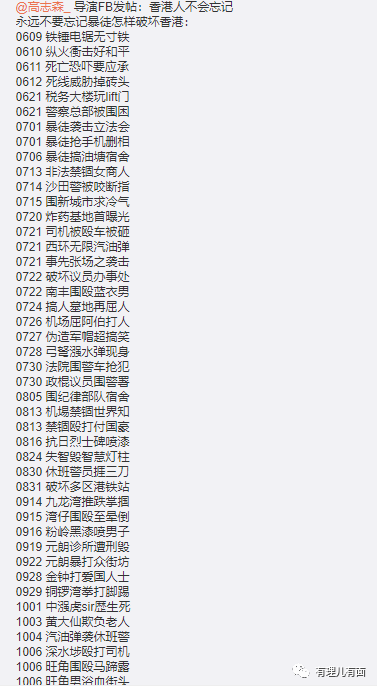 @高志森_ 导演FB发帖：香港人不会忘记
永远不要忘记暴徒怎样破坏香港：
0609 铁锤电锯无寸铁
0610 纵火衡击好和平
0611 死亡恐吓要应承
0612 死线威胁掉砖头
0621 税务大楼玩lift门
0621 警察总部被围困
0701 暴徒袭击立法会
0701 暴徒抢手机删相
0706 暴徒搞油塘宿舍
0713 非法禁锢女商人
0714 沙田警被咬断指
0715 围新城市求冷气
0720 炸药基地首曝光
0721 司机被殴车被砸
0721 西环无限汽油弹
0721 事先张场之袭击
0722 破坏议员办事处
0722 南丰围殴蓝衣男
0724 搞人墓地再屈人
0726 机场屈阿伯打人
0727 伪造军帽超搞笑
0728 弓弩镪水弹现身
0730 法院围警车抢犯
0730 政棍议员围警署
0805 围纪律部队宿舍
0813 机場禁锢世界知
0813 禁锢殴打付国豪
0816 抗日烈士碑喷漆
0824 失智毁智慧灯柱
0830 休班警员捱三刀
0831 破坏多区港铁站
0914 九龙湾推跌掌掴
0915 湾仔围殴至晕倒
0916 粉岭黑漆喷男子
0919 元朗诊所遭刑毁
0922 元朗暴打众街坊
0928 金钟打爱国人士
0929 铜锣湾拳打脚踢
1001 中强虎sir歷生死
1003 黄大仙欺负老人
1004 汽油弹袭休班警
1006 深水埗殴打司机
1006 旺角围殴马蹄露
1006 旺角男浴血街头
有理儿有面